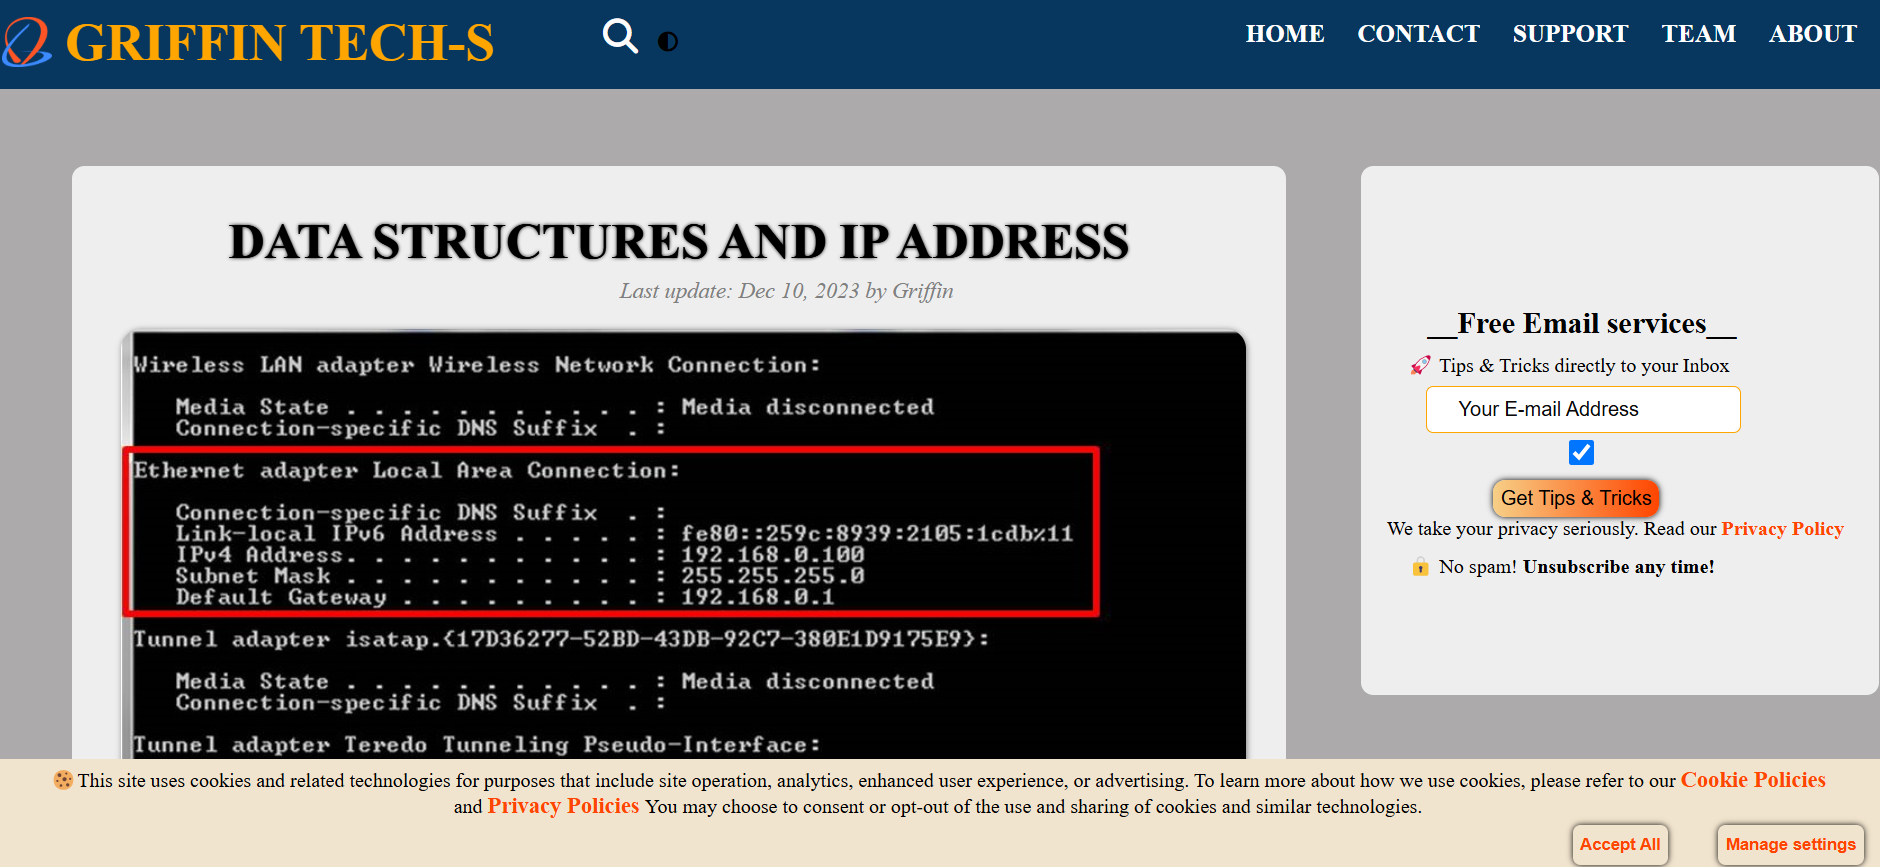 GRIFFIN TECH-S
HOME CONTACT SUPPORT TEAM ABOUT
DATA STRUCTURES AND IP ADDRESS
Last update: Dec 10, 2023 by Griffin
Wireless LAN adapter Wireless Network Connection:
Media State . . . . . . . . . . . : Media disconnected
Connection-specific DNS Suffix . :
Ethernet adapter Local Area Connection:
Connection-specific DNS Suffix . :
Link-local IPv6 Address . . . . . : fe80::259c:8939:2105:1cdb%11
IPv4 Address. . . . . . . . . . . : 192.168.0.100
Subnet Mask . . . . . . . . . . . : 255.255.255.0
Default Gateway . . . . . . . . . : 192.168.0.1
Tunnel adapter isatap.{17D36277-52BD-43DB-92C7-380E1D9175E9}:
Media State . . . . . . . . . . . : Media disconnected
Connection-specific DNS Suffix . :
Tunnel adapter Teredo Tunneling Pseudo-Interface:
__Free Email services__
🚀 Tips & Tricks directly to your Inbox
Your E-mail Address
Get Tips & Tricks
We take your privacy seriously. Read our Privacy Policy
🔒 No spam! Unsubscribe any time!
🍪 This site uses cookies and related technologies for purposes that include site operation, analytics, enhanced user experience, or advertising. To learn more about how we use cookies, please refer to our Cookie Policies
and Privacy Policies You may choose to consent or opt-out of the use and sharing of cookies and similar technologies.
Accept All
Manage settings